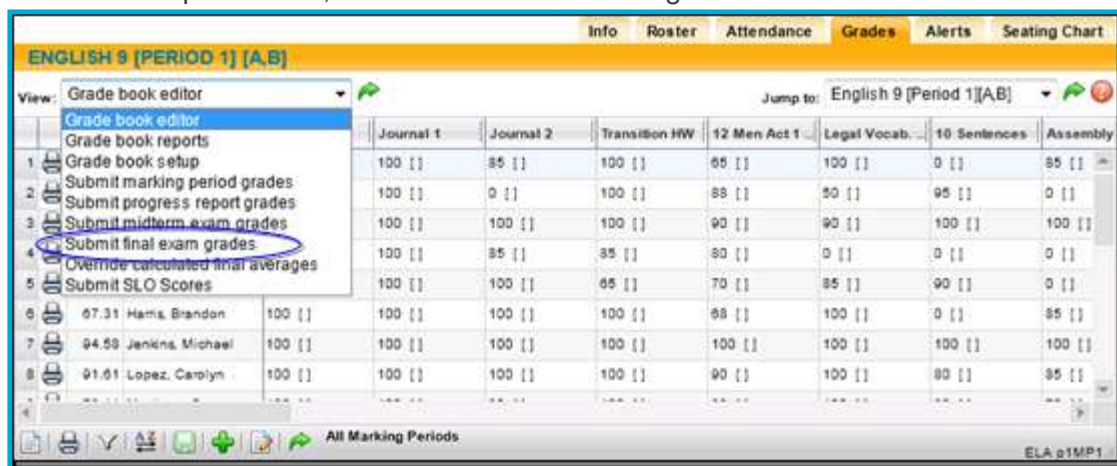 Info Roster Attendance Grades Alerts Seating Chart
ENGLISH 9 [PERIOD 1] [A,B]
View: Grade book editor Jump to: English 9 [Period 1][A,B]
Grade book editor
Grade book reports
Grade book setup
Submit marking period grades
Submit progress report grades
Submit midterm exam grades
Submit final exam grades
Override calculated final averages
Submit SLO Scores
Journal 1 Journal 2 Transition HW 12 Men Act 1 ... Legal Vocab. ... 10 Sentences Assembly
1 100 [] 85 [] 100 [] 65 [] 100 [] 0 [] 85 []
2 100 [] 0 [] 100 [] 88 [] 50 [] 95 [] 0 []
3 100 [] 100 [] 100 [] 90 [] 90 [] 100 [] 100 []
4 100 [] 85 [] 85 [] 80 [] 0 [] 0 [] 0 []
5 100 [] 100 [] 65 [] 70 [] 85 [] 90 [] 0 []
6 67.31 Harris, Brandon 100 [] 100 [] 100 [] 100 [] 68 [] 100 [] 0 [] 85 []
7 94.58 Jenkins, Michael 100 [] 100 [] 100 [] 100 [] 100 [] 100 [] 100 [] 100 []
8 91.61 Lopez, Carolyn 100 [] 100 [] 100 [] 100 [] 90 [] 100 [] 80 [] 85 []
All Marking Periods
ELA p1MP1